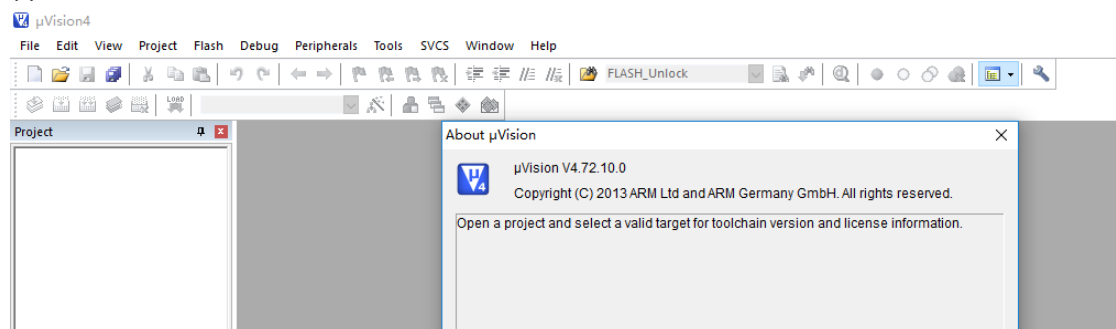 μVision4
File Edit View Project Flash Debug Peripherals Tools SVCS Window Help
FLASH_Unlock
LOAD
Project
About μVision
μVision V4.72.10.0
Copyright (C) 2013 ARM Ltd and ARM Germany GmbH. All rights reserved.
Open a project and select a valid target for toolchain version and license information.